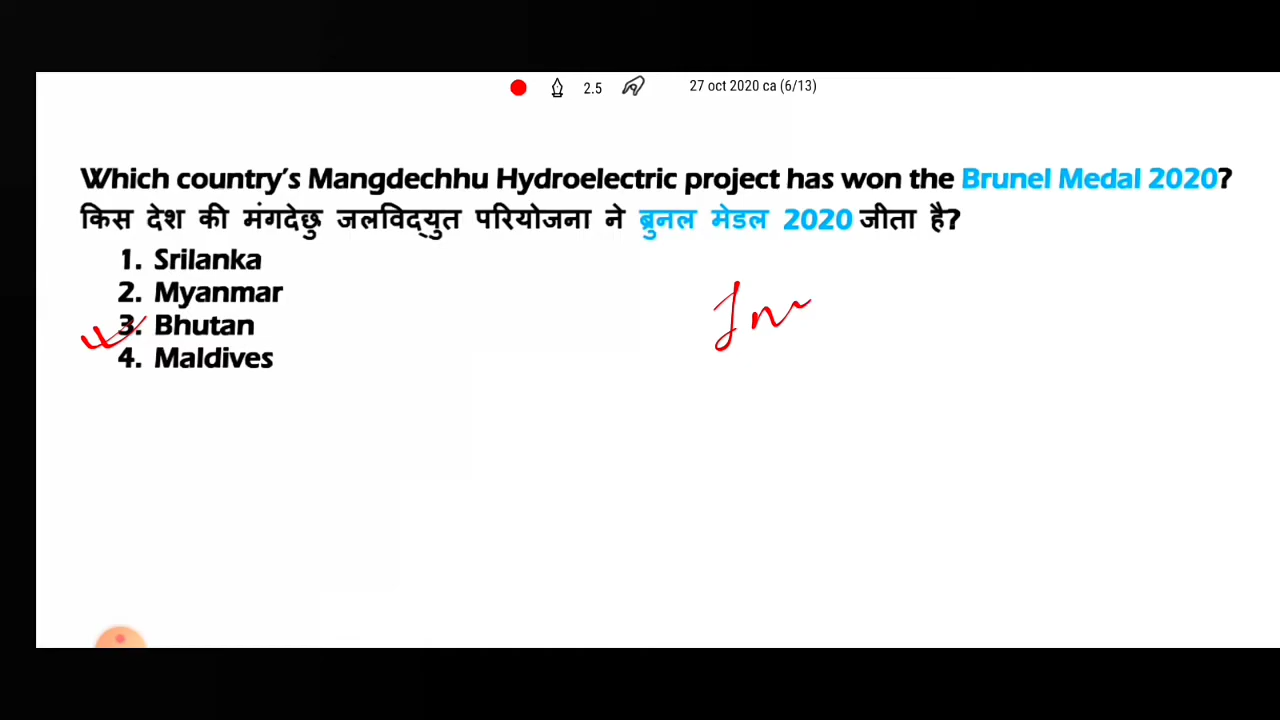 2.5 27 oct 2020 ca (6/13)
Which country's Mangdechhu Hydroelectric project has won the Brunel Medal 2020?
किस देश की मंगदेछु जलविद्युत परियोजना ने ब्रुनल मेडल 2020 जीता है?
1. Srilanka
2. Myanmar
3. Bhutan
4. Maldives